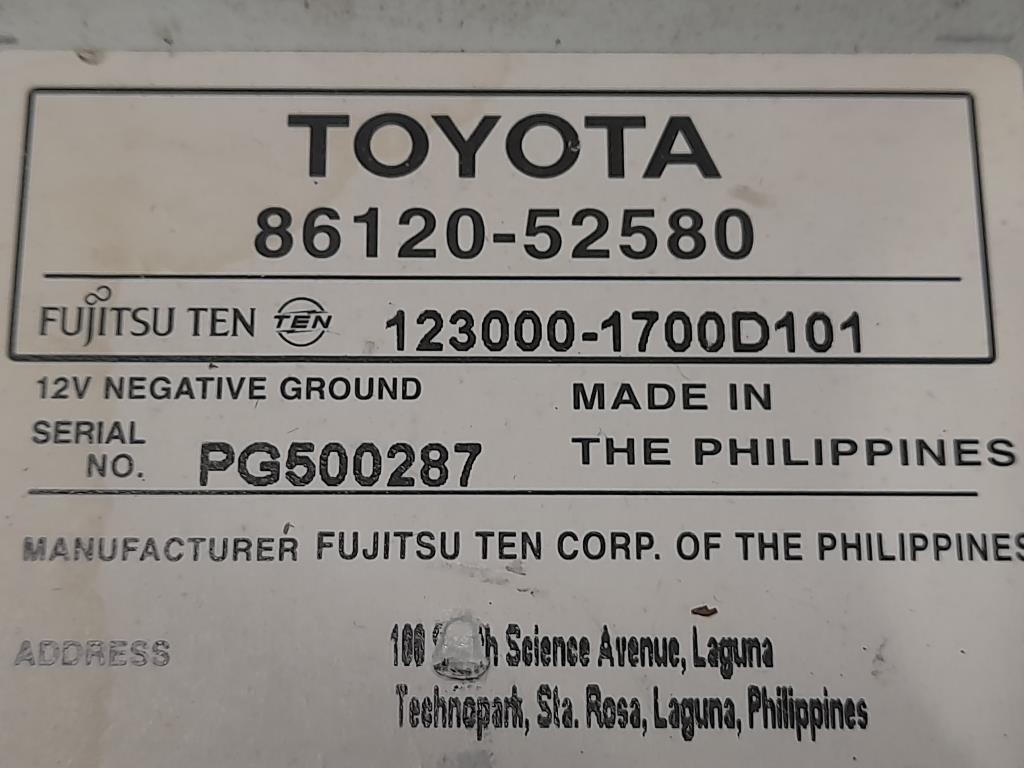 TOYOTA
86120-52580
FUJITSU TEN TEN 123000-1700D101
12V NEGATIVE GROUND
MADE IN
THE PHILIPPINES
SERIAL
NO. PG500287
MANUFACTURER FUJITSU TEN CORP. OF THE PHILIPPINES
ADDRESS
Science Avenue, Laguna
Technopark, Sta. Rosa, Laguna, Philippines